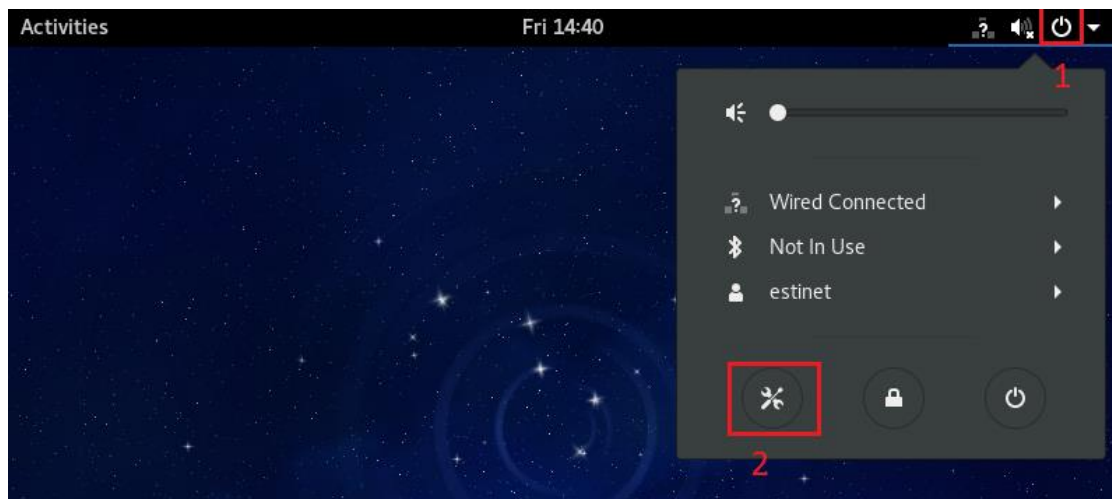 Activities Fri 14:40
1
Wired Connected
Not In Use
estinet
2